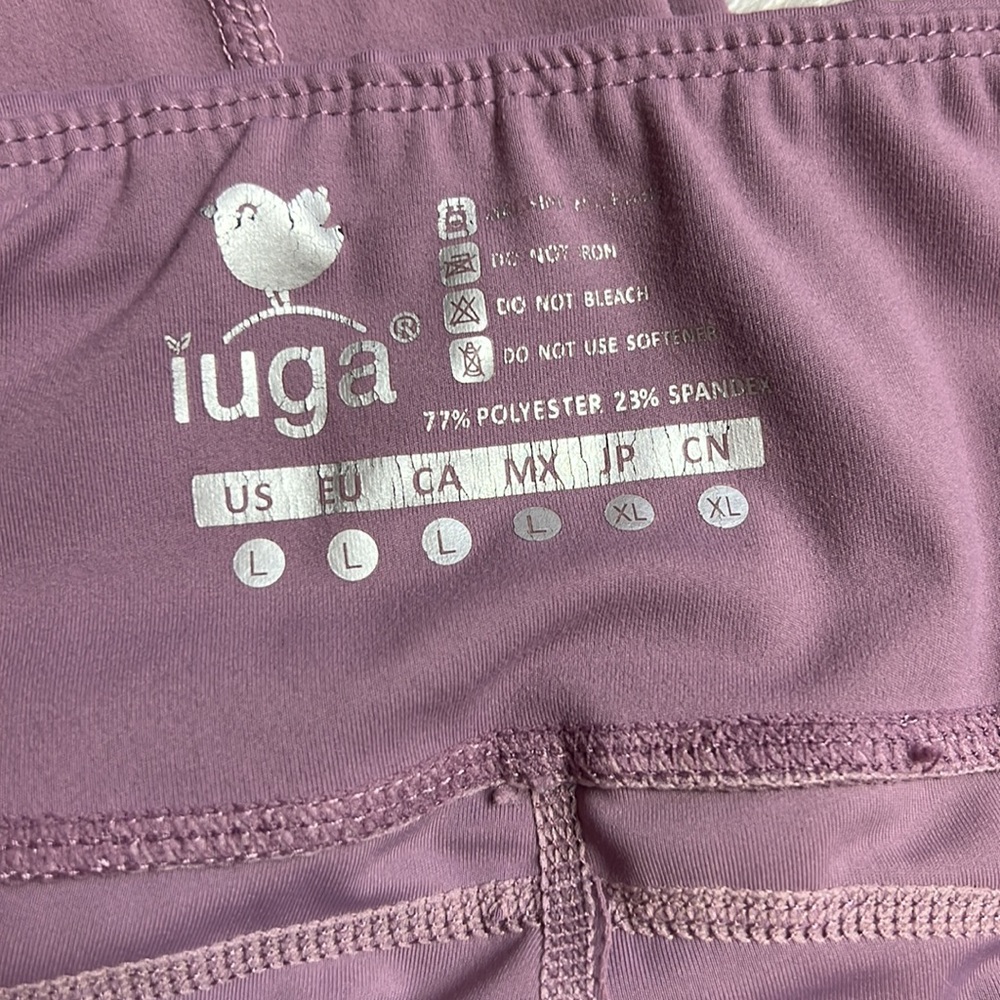 iuga®
DO NOT IRON
DO NOT BLEACH
DO NOT USE SOFTENER
77% POLYESTER 23% SPANDEX
US EU CA MX JP CN
L L L L XL XL